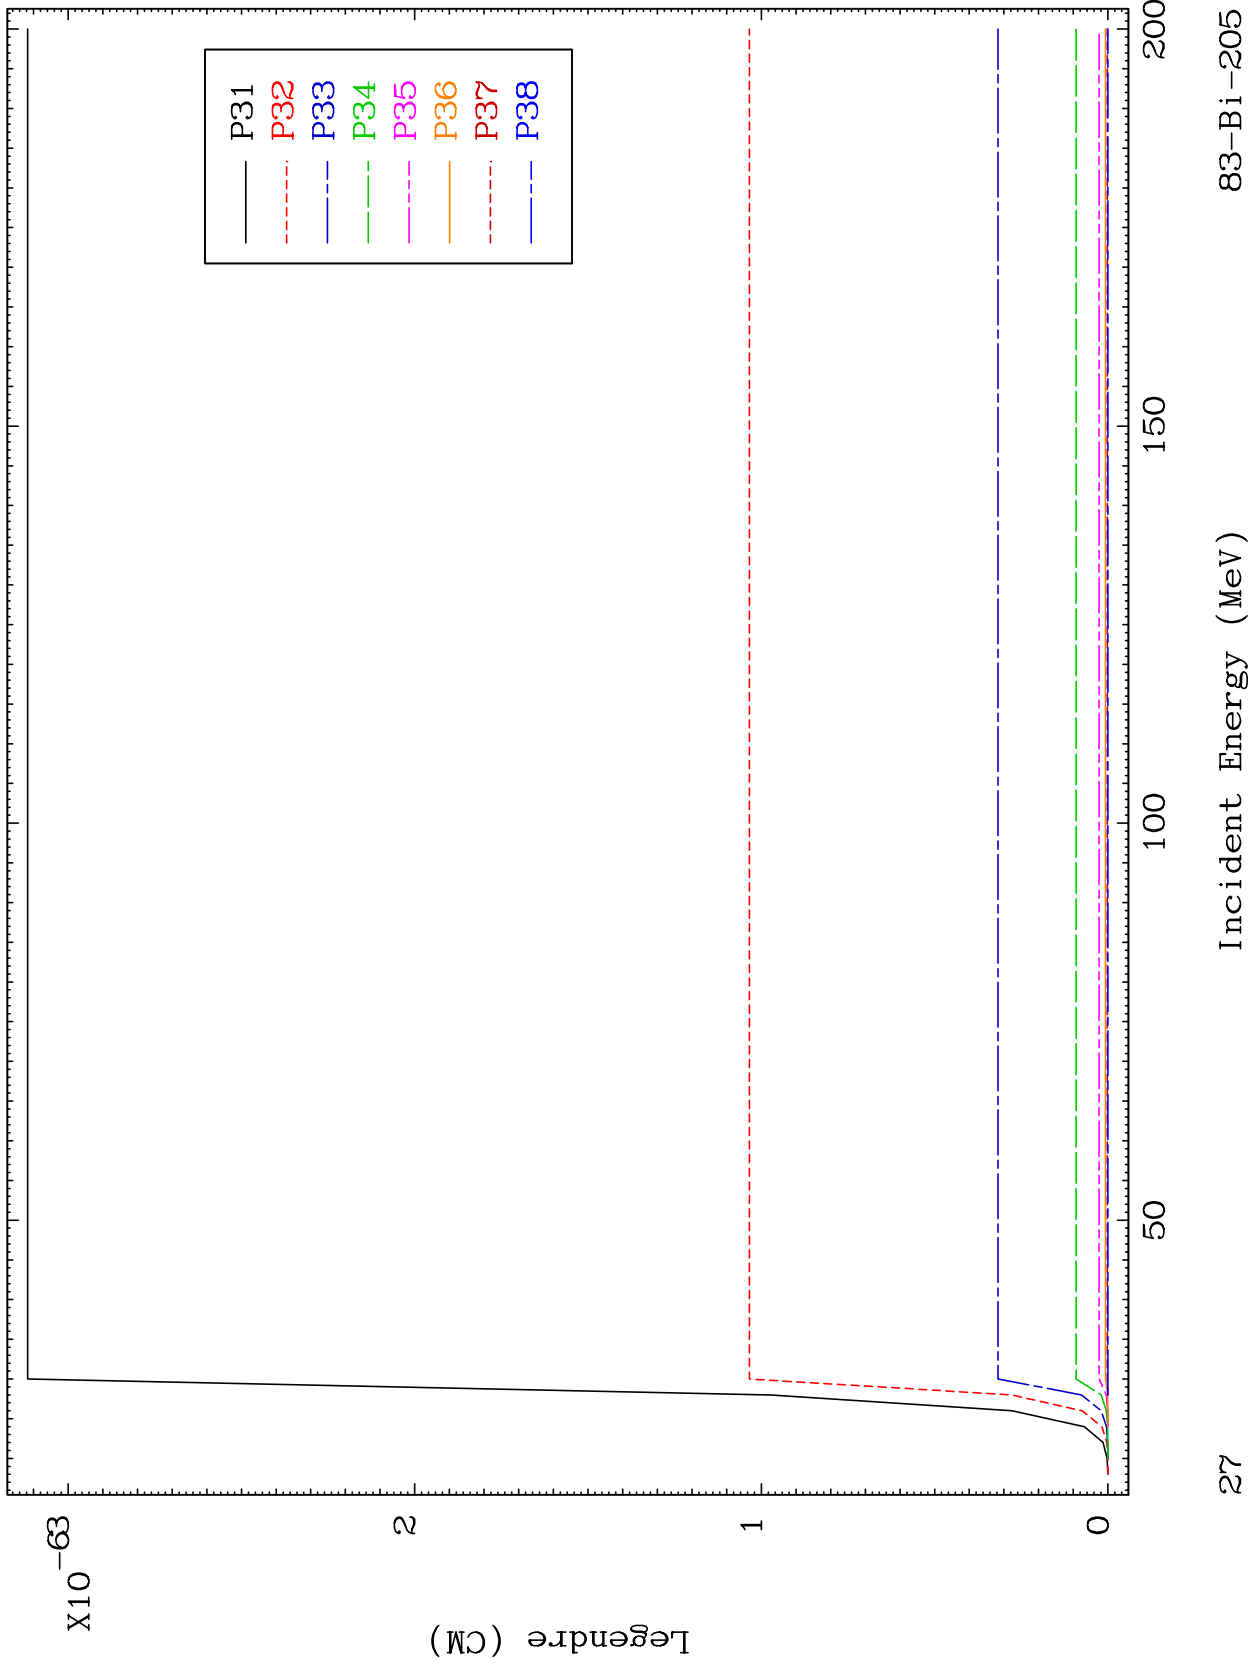 X10-63
3
2
1
0
Legendre (CM)
P31
P32
P33
P34
P35
P36
P37
P38
50
100
150
200
Incident Energy (MeV)
27
83-Bi-205